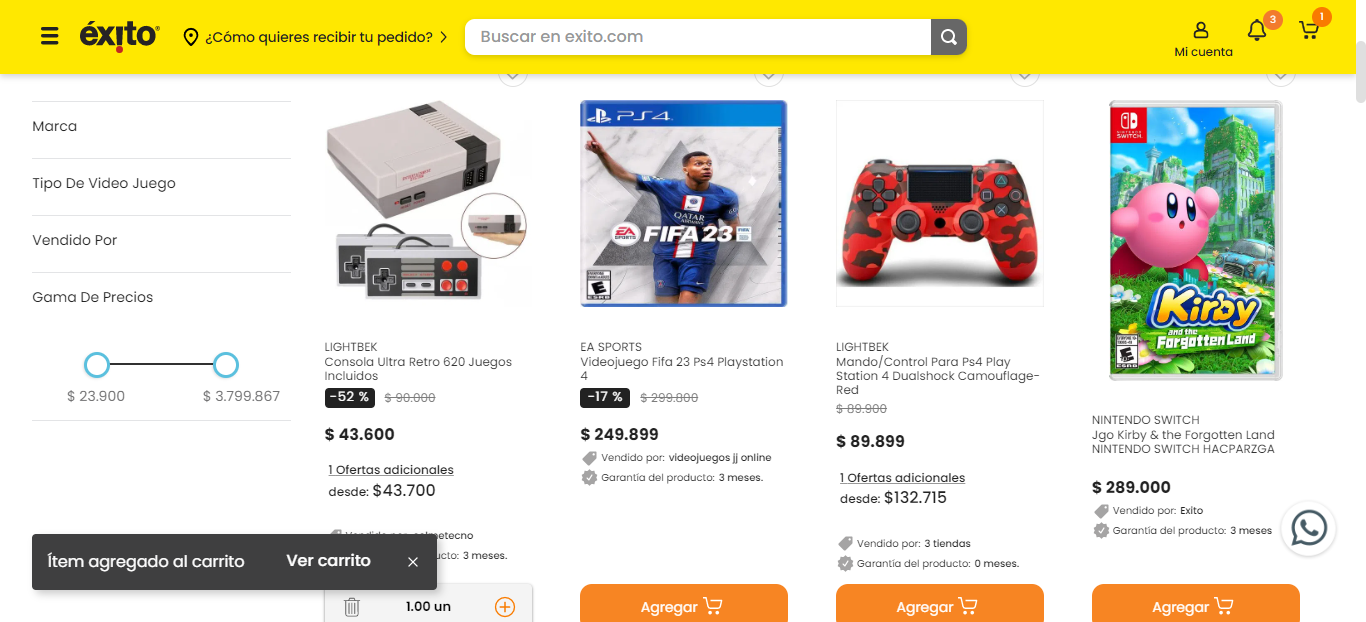 éxito
¿Cómo quieres recibir tu pedido?
Buscar en exito.com
Mi cuenta
3
1
Marca
Tipo De Video Juego
Vendido Por
Gama De Precios
$ 23.900
$ 3.799.867
LIGHTBEK
Consola Ultra Retro 620 Juegos
Incluidos
-52 %
$ 90.000
$ 43.600
1 Ofertas adicionales
desde: $43.700
3 meses.
1.00 un
PS4
QATAR
AIRWAYS
EA
SPORTS
FIFA 23
ESRB
EA SPORTS
Videojuego Fifa 23 Ps4 Playstation
4
-17 %
$ 299.800
$ 249.899
Vendido por: videojuegos jj online
Garantía del producto: 3 meses.
Agregar
LIGHTBEK
Mando/Control Para Ps4 Play
Station 4 Dualshock Camouflage-
Red
$ 89.900
$ 89.899
1 Ofertas adicionales
desde: $132.715
Vendido por: 3 tiendas
Garantía del producto: 0 meses.
Agregar
NINTENDO
SWITCH
Kirby
and the
Forgotten Land
E
ESRB
NINTENDO SWITCH
Jgo Kirby & the Forgotten Land
NINTENDO SWITCH HACPARZGA
$ 289.000
Vendido por: Exito
Garantía del producto: 3 meses
Agregar
Ítem agregado al carrito
Ver carrito